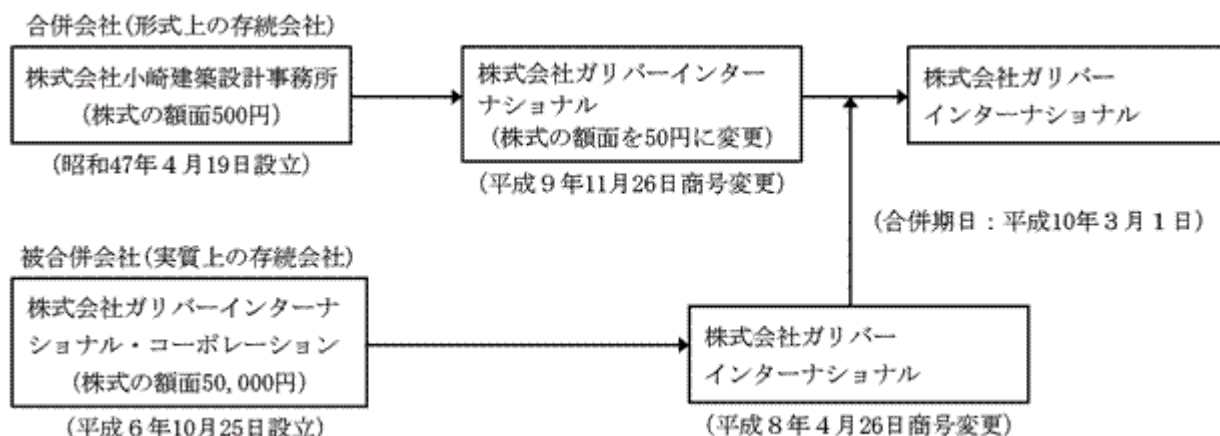 合併会社(形式上の存続会社)
株式会社小崎建築設計事務所
(株式の額面500円)
(昭和47年4月19日設立)
株式会社ガリバーインター
ナショナル
(株式の額面を50円に変更)
(平成9年11月26日商号変更)
株式会社ガリバー
インターナショナル
(合併期日：平成10年3月1日)
被合併会社(実質上の存続会社)
株式会社ガリバーインターナ
ショナル・コーポレーション
(株式の額面50,000円)
(平成6年10月25日設立)
株式会社ガリバー
インターナショナル
(平成8年4月26日商号変更)